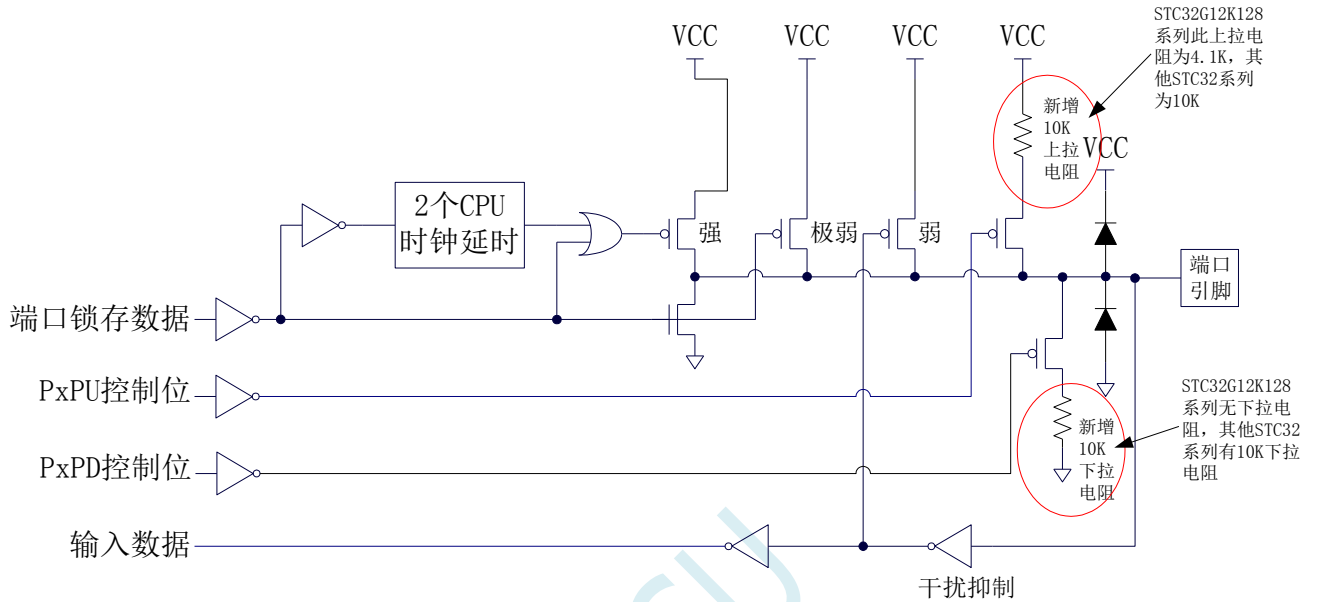 STC32G12K128
系列此上拉电
阻为4.1K，其
他STC32系列
为10K
VCC
VCC
VCC
VCC
新增
10K
上拉
电阻
VCC
2个CPU
时钟延时
强
极弱
弱
端口
引脚
端口锁存数据
PxPU控制位
STC32G12K128
系列无下拉电
阻，其他STC32
系列有10K下拉
电阻
新增
10K
下拉
电阻
PxPD控制位
输入数据
干扰抑制